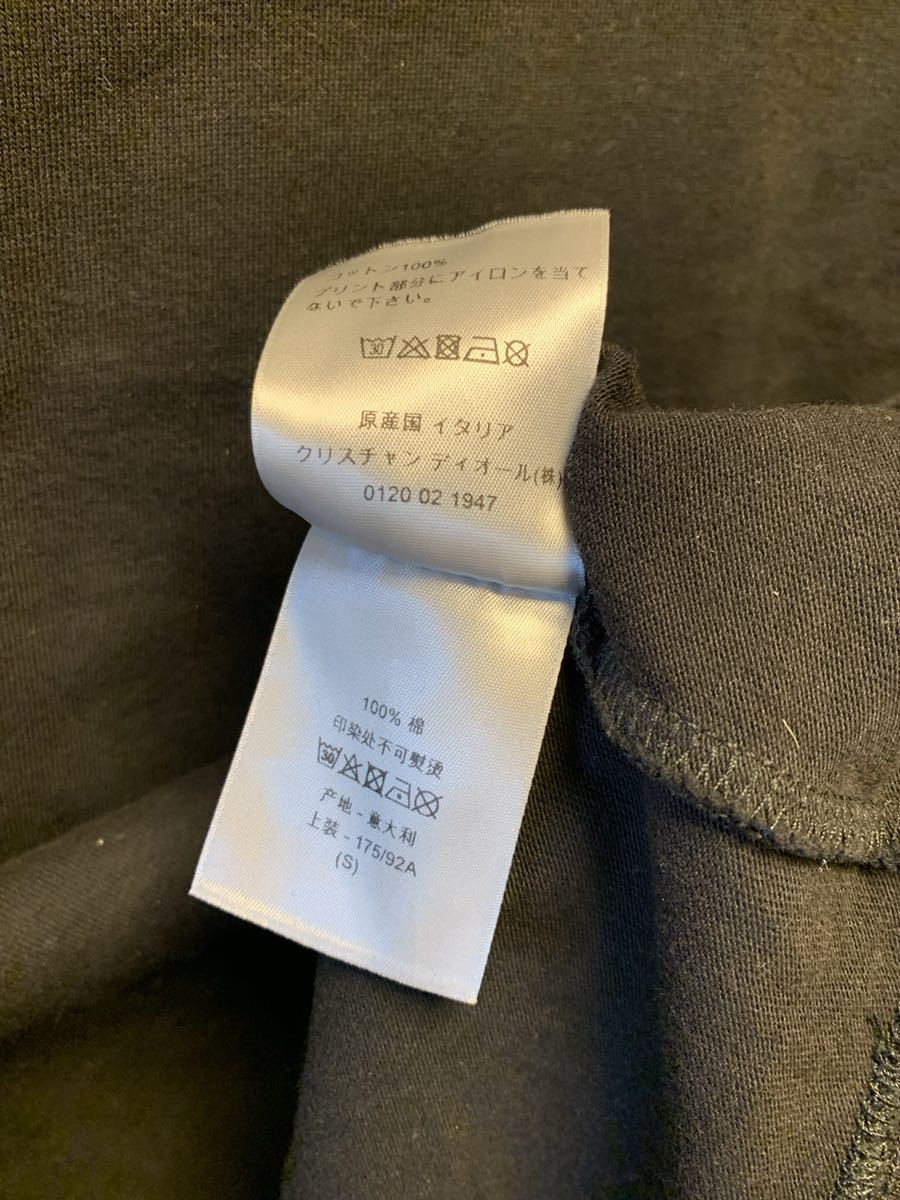 コットン100%
プリント部分にアイロンを当て
ないで下さい。
30
原産国 イタリア
クリスチャン ディオール(株)
0120 02 1947
100% 棉
印染处不可熨烫
30
产地 - 意大利
上装 - 175/92A
(S)